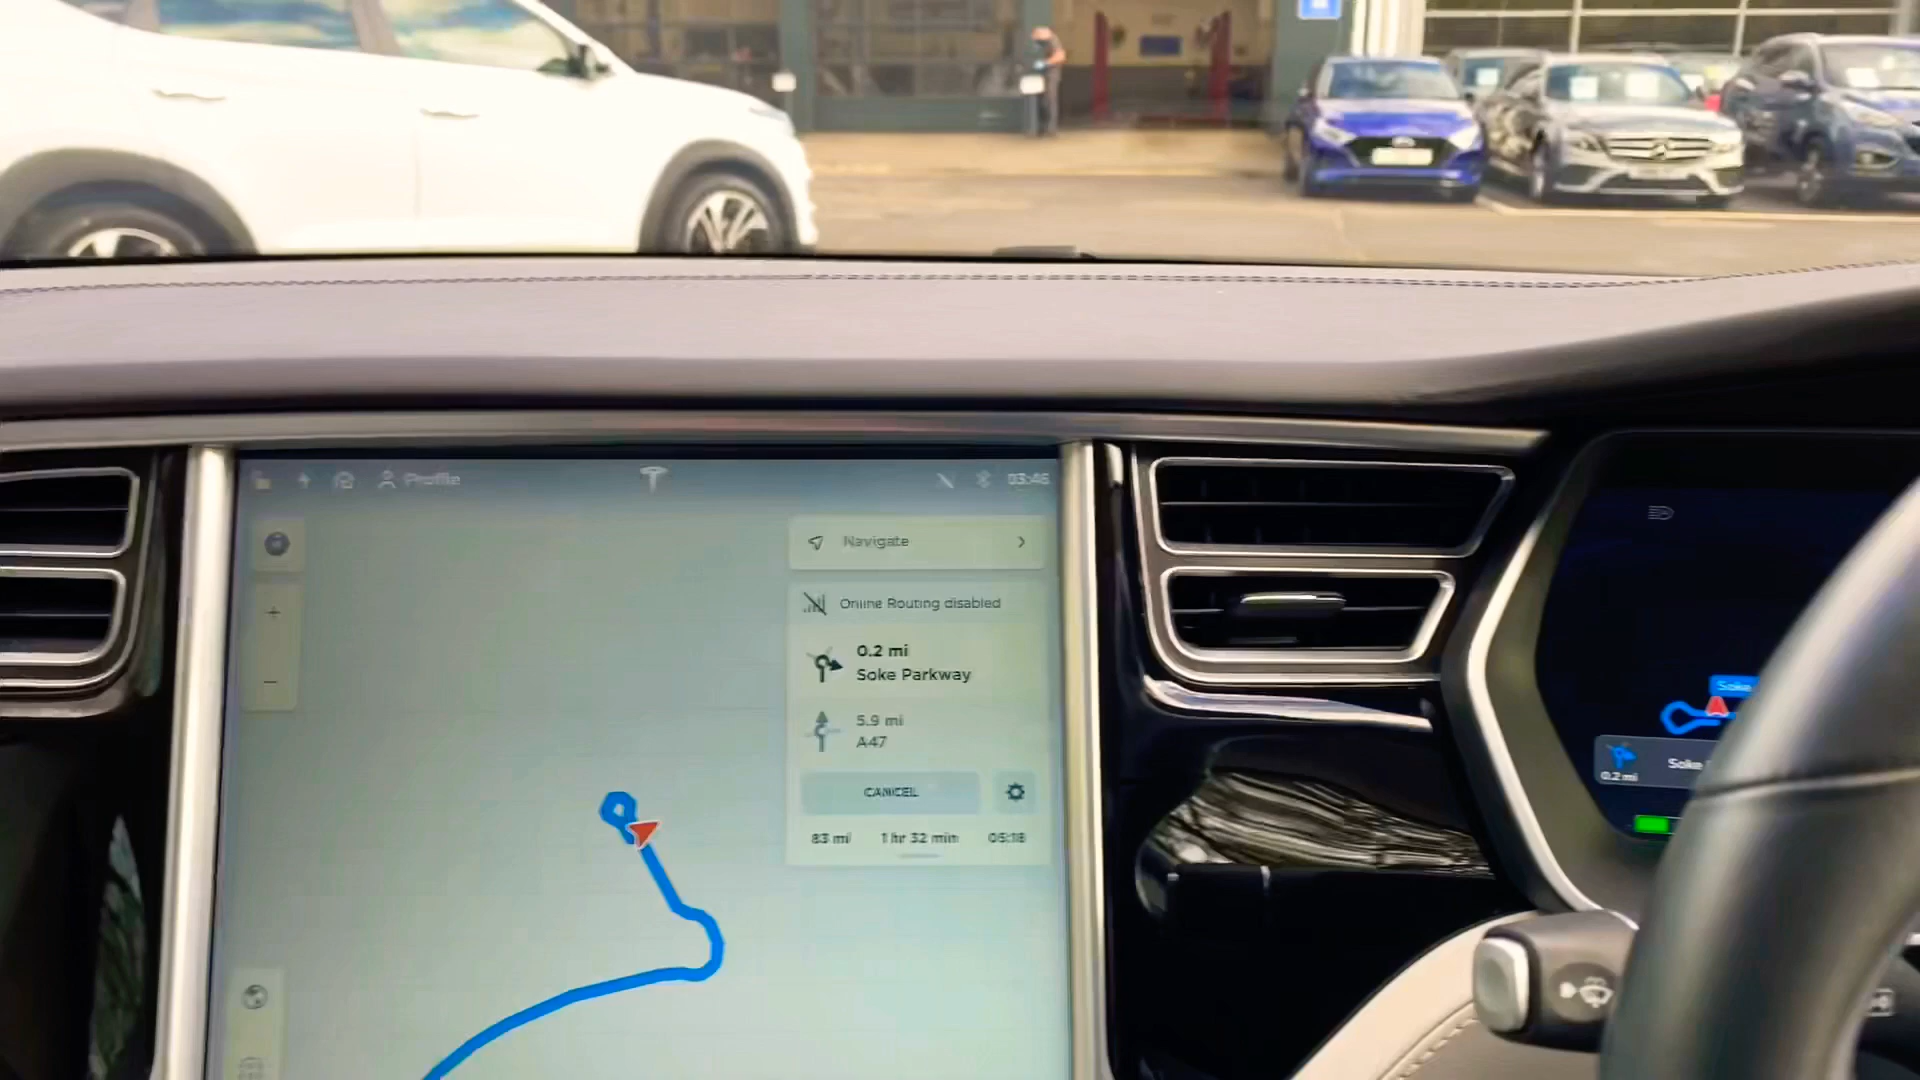 Profile
03:46
Navigate
Online Routing disabled
0.2 mi
Soke Parkway
5.9 mi
A47
CANCEL
83 mi 1 hr 32 min 05:18
Soke
0.2 mi Soke